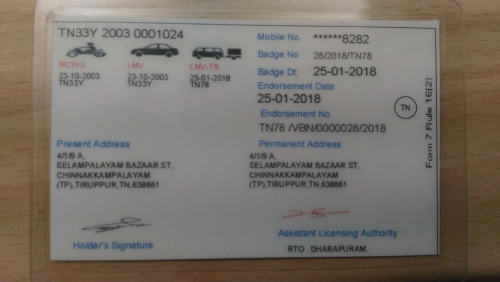 TN33Y 2003 0001024
Mobile No. ******8282
MCWG LMV LMV-TR
23-10-2003 23-10-2003 25-01-2018
TN33Y TN33Y TN78
Badge No 28/2018/TN78
Badge Dt 25-01-2018
Endorsement Date
25-01-2018
Endorsement No.
TN78 /VBN/0000028/2018
TN
Form 7 Rule 16(2)
Present Address
4/1/9 A,
SELAMPALAYAM BAZAAR ST,
CHINNAKKAMPALAYAM
(TP),TIRUPPUR,TN,638661
Permanent Address
4/1/9 A,
SELAMPALAYAM BAZAAR ST,
CHINNAKKAMPALAYAM
(TP),TIRUPPUR,TN,638661
Holder's Signature
Assistant Licensing Authority
RTO , DHARAPURAM,